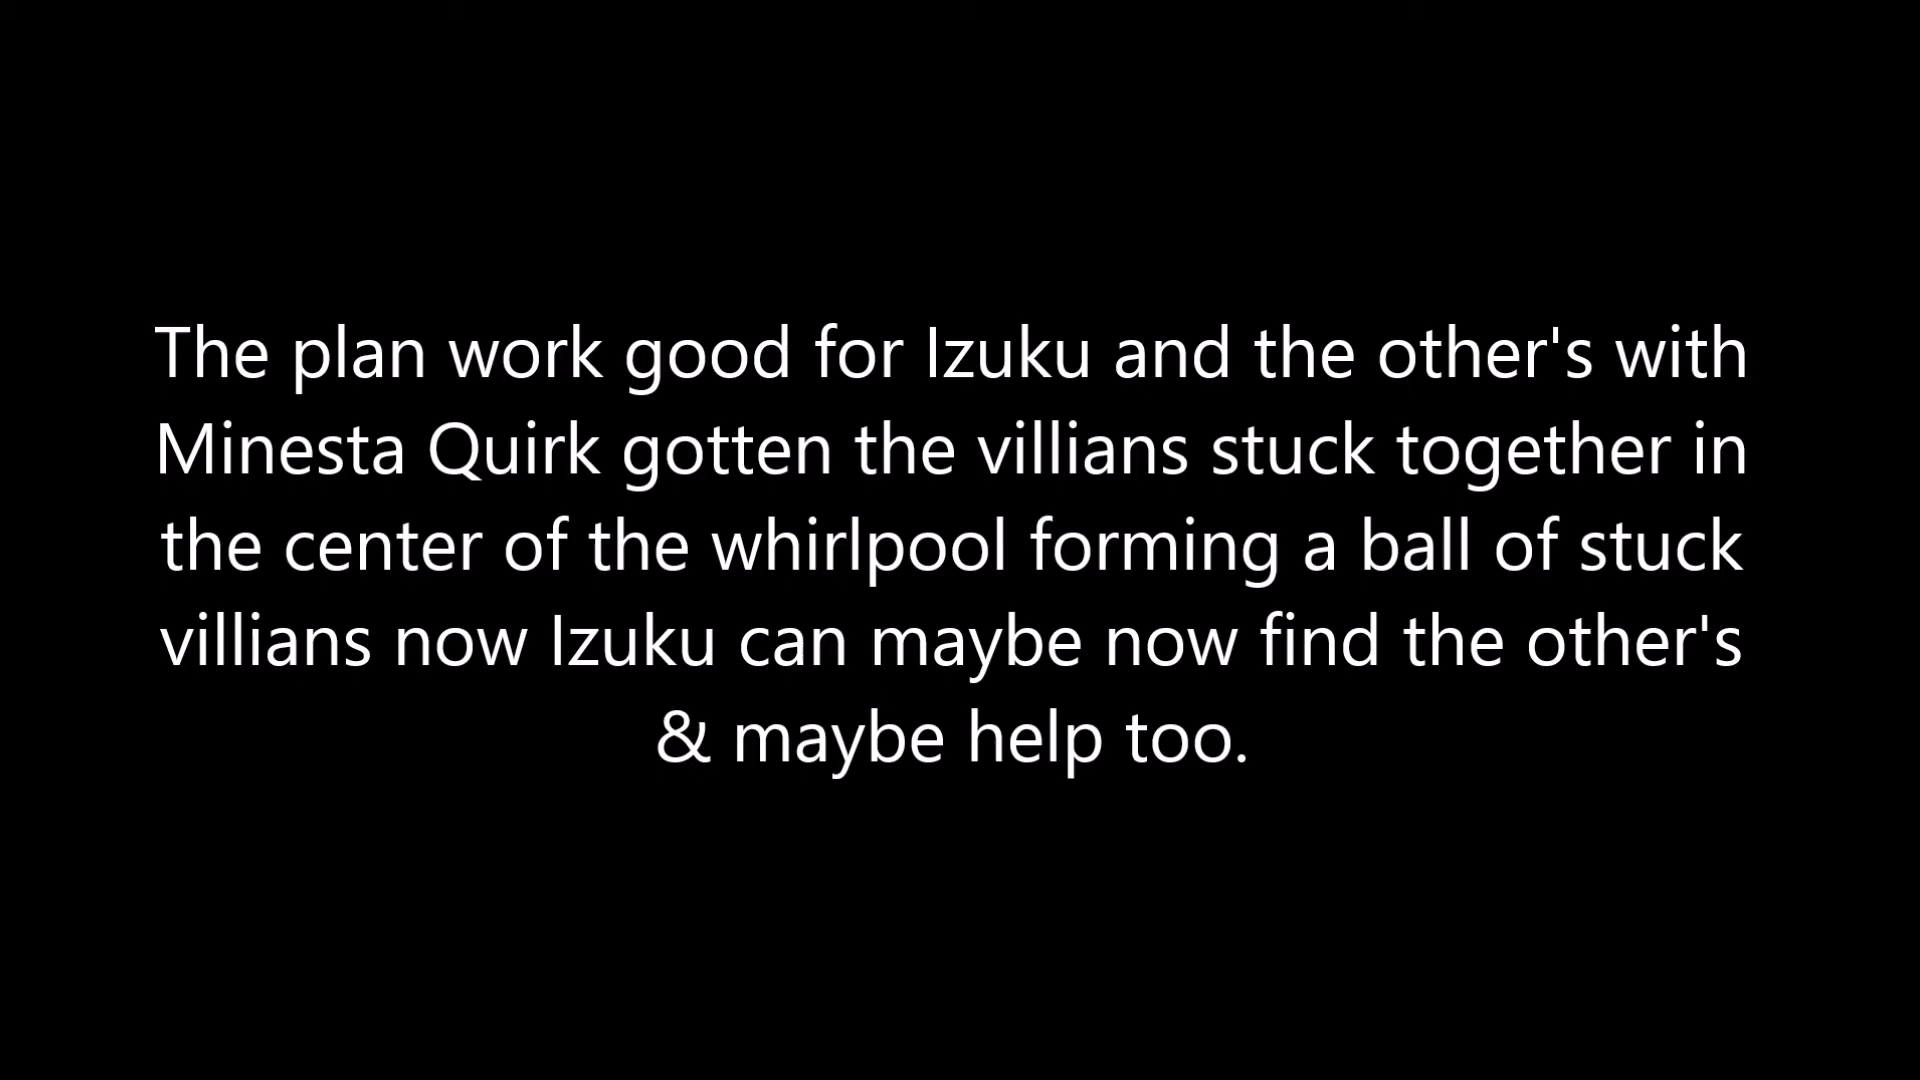 The plan work good for Izuku and the other's with
Minesta Quirk gotten the villians stuck together in
the center of the whirlpool forming a ball of stuck
villians now Izuku can maybe now find the other's
& maybe help too.